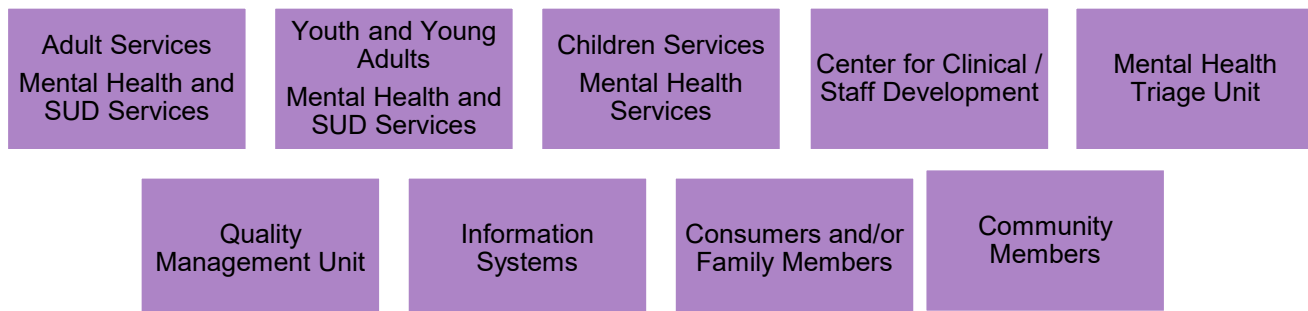 Adult Services
Mental Health and
SUD Services
Youth and Young
Adults
Mental Health and
SUD Services
Children Services
Mental Health
Services
Center for Clinical /
Staff Development
Mental Health
Triage Unit
Quality
Management Unit
Information
Systems
Consumers and/or
Family Members
Community
Members